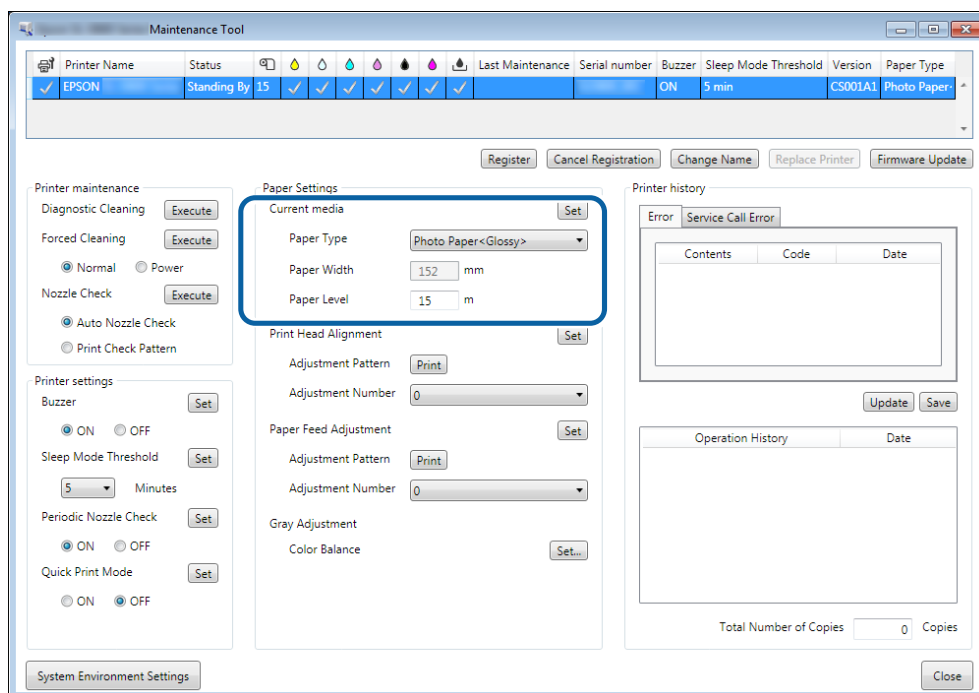 Maintenance Tool
Printer Name Status Last Maintenance Serial number Buzzer Sleep Mode Threshold Version Paper Type
EPSON Standing By 15 ON 5 min CS001A1 Photo Paper
Register Cancel Registration Change Name Replace Printer Firmware Update
Printer maintenance
Diagnostic Cleaning Execute
Forced Cleaning Execute
Normal Power
Nozzle Check Execute
Auto Nozzle Check
Print Check Pattern
Printer settings
Buzzer Set
ON OFF
Sleep Mode Threshold Set
5 Minutes
Periodic Nozzle Check Set
ON OFF
Quick Print Mode Set
ON OFF
Paper Settings
Current media Set
Paper Type Photo Paper<Glossy>
Paper Width 152 mm
Paper Level 15 m
Print Head Alignment Set
Adjustment Pattern Print
Adjustment Number 0
Paper Feed Adjustment Set
Adjustment Pattern Print
Adjustment Number 0
Gray Adjustment
Color Balance Set...
Printer history
Error Service Call Error
Contents Code Date
Update Save
Operation History Date
Total Number of Copies 0 Copies
System Environment Settings Close